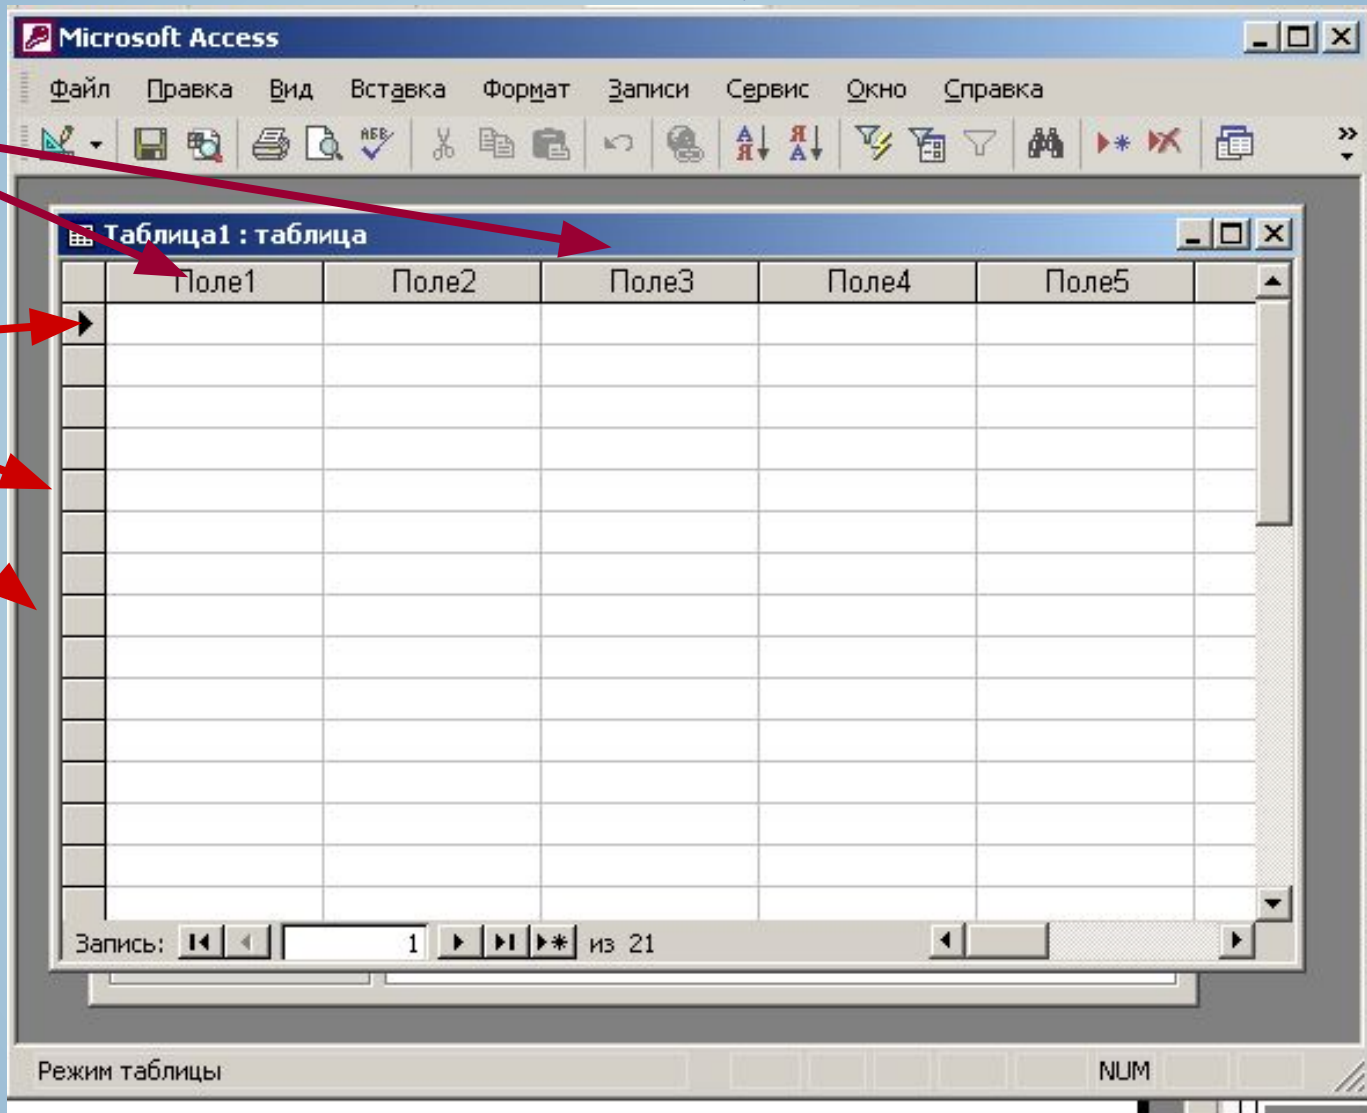 Microsoft Access
Файл Правка Вид Вставка Формат Записи Сервис Окно Справка
Таблица1 : таблица
Поле1 Поле2 Поле3 Поле4 Поле5
Запись: 1 из 21
Режим таблицы NUM